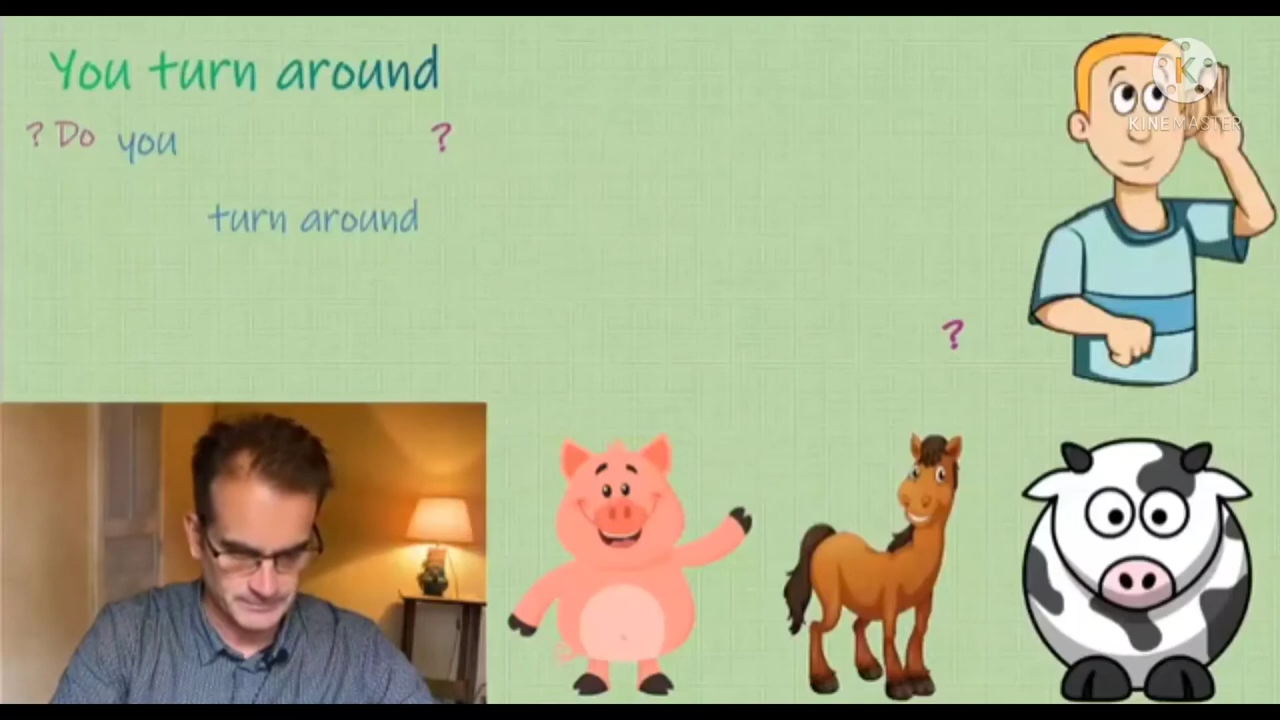 You turn around
? Do you ?
turn around
?
KINEMASTER